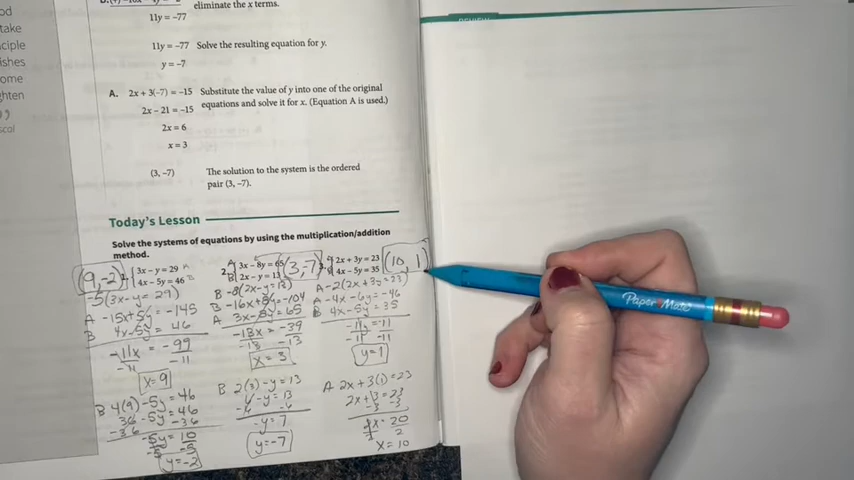 od
take
ciple
ishes
ome
ghten
scol
eliminate the x terms.
11y = −77
11y = −77 Solve the resulting equation for y.
y = −7
A. 2x + 3(−7) = −15 Substitute the value of y into one of the original
2x − 21 = −15 equations and solve it for x. (Equation A is used.)
2x = 6
x = 3
(3, −7) The solution to the system is the ordered
pair (3, −7).
Today's Lesson
Solve the systems of equations by using the multiplication/addition
method.
(9,-2)
3x − y = 29
4x − 5y = 46
-5(3x-y=29)
A -15x+5y=-145
B 4x-5y=46
-11x = -99
-11 -11
x=9
B 4(9)-5y=46
36-5y=46
-36 -36
-5y=10
-5 -5
y=-2
2. A 3x − 8y = 65
B 2x − y = 13
(3,-7)
B -8(2x-y=13)
B -16x+8y=-104
A 3x-8y=65
-13x=-39
-13 -13
x=3
B 2(3)-y=13
6-y=13
-6 -6
-y=7
y=-7
2x + 3y = 23
4x − 5y = 35
(10,1)
A -2(2x+3y=23)
A -4x-6y=-46
B 4x-5y=35
-11y=-11
-11 -11
y=1
A 2x+3(1)=23
2x+3=23
-3 -3
2x=20
2 2
x=10
Paper Mate